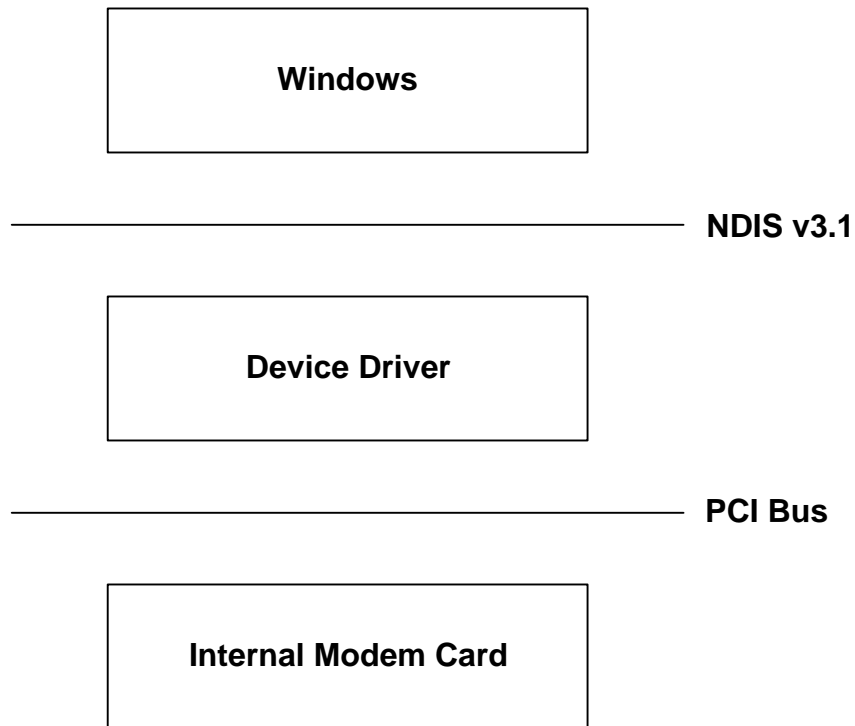 Windows
NDIS v3.1
Device Driver
PCI Bus
Internal Modem Card